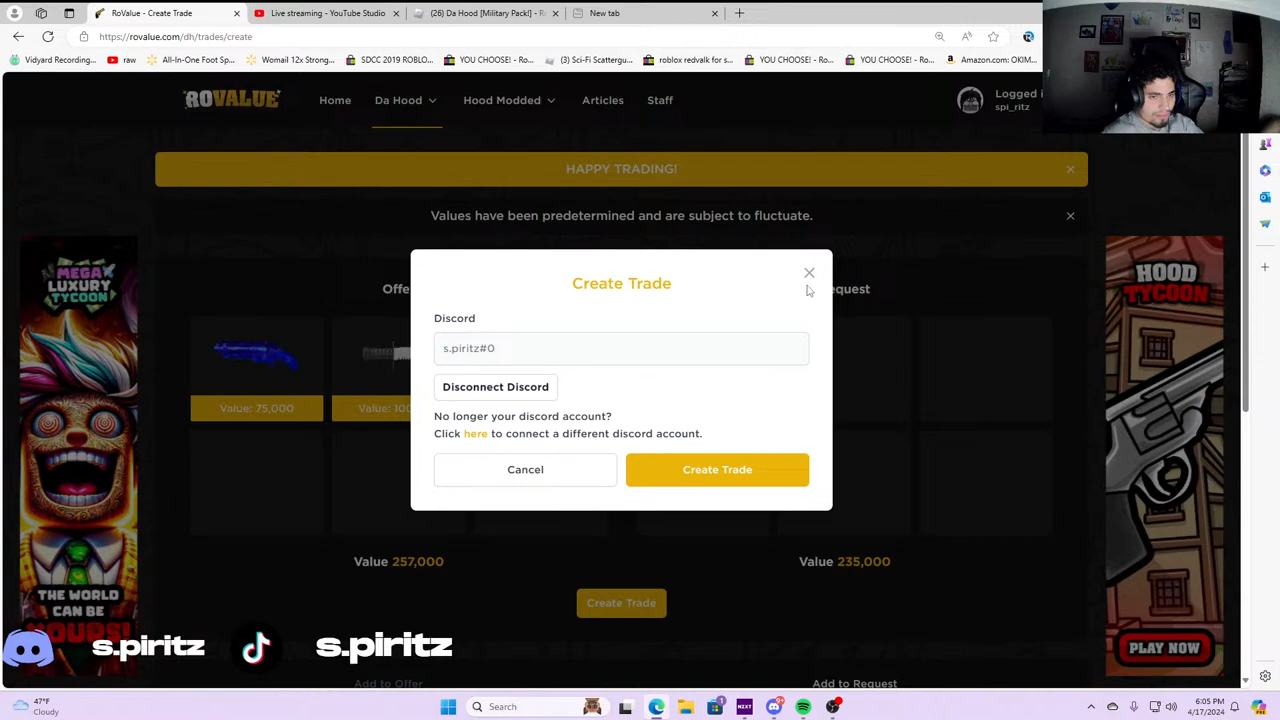 RoValue - Create Trade
Live streaming - YouTube Studio
(26) Da Hood [Military Pack!] - R
New tab
https://rovalue.com/dh/trades/create
Vidyard Recording...
raw
All-In-One Foot Sp...
Womail 12x Strong...
SDCC 2019 ROBLO...
YOU CHOOSE! - Ro...
(3) Sci-Fi Scattergu...
roblox redvalk for s...
YOU CHOOSE! - Ro...
Amazon.com: OKIM...
ROVALUE
Home
Da Hood
Hood Modded
Articles
Staff
Logged i
spi_ritz
HAPPY TRADING!
Values have been predetermined and are subject to fluctuate.
MEGA
LUXURY
TYCOON
THE WORLD
CAN BE
YOURS!
Offe
equest
Create Trade
Discord
s.piritz#0
Disconnect Discord
No longer your discord account?
Click here to connect a different discord account.
Cancel
Create Trade
Value: 75,000
Value: 100
Value 257,000
Value 235,000
Create Trade
HOOD
TYCOON
PLAY NOW
s.piritz
s.piritz
Add to Offer
Add to Request
47°F
Cloudy
Search
NZXT
6:05 PM
4/17/2024